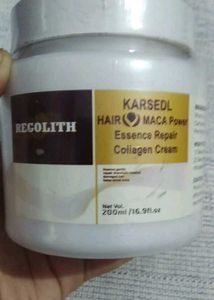 REGOLITH
KARSEDL
HAIR MACA Power
Essence Repair
Collagen Cream
Net Vol.
200ml /16.9fl.oz